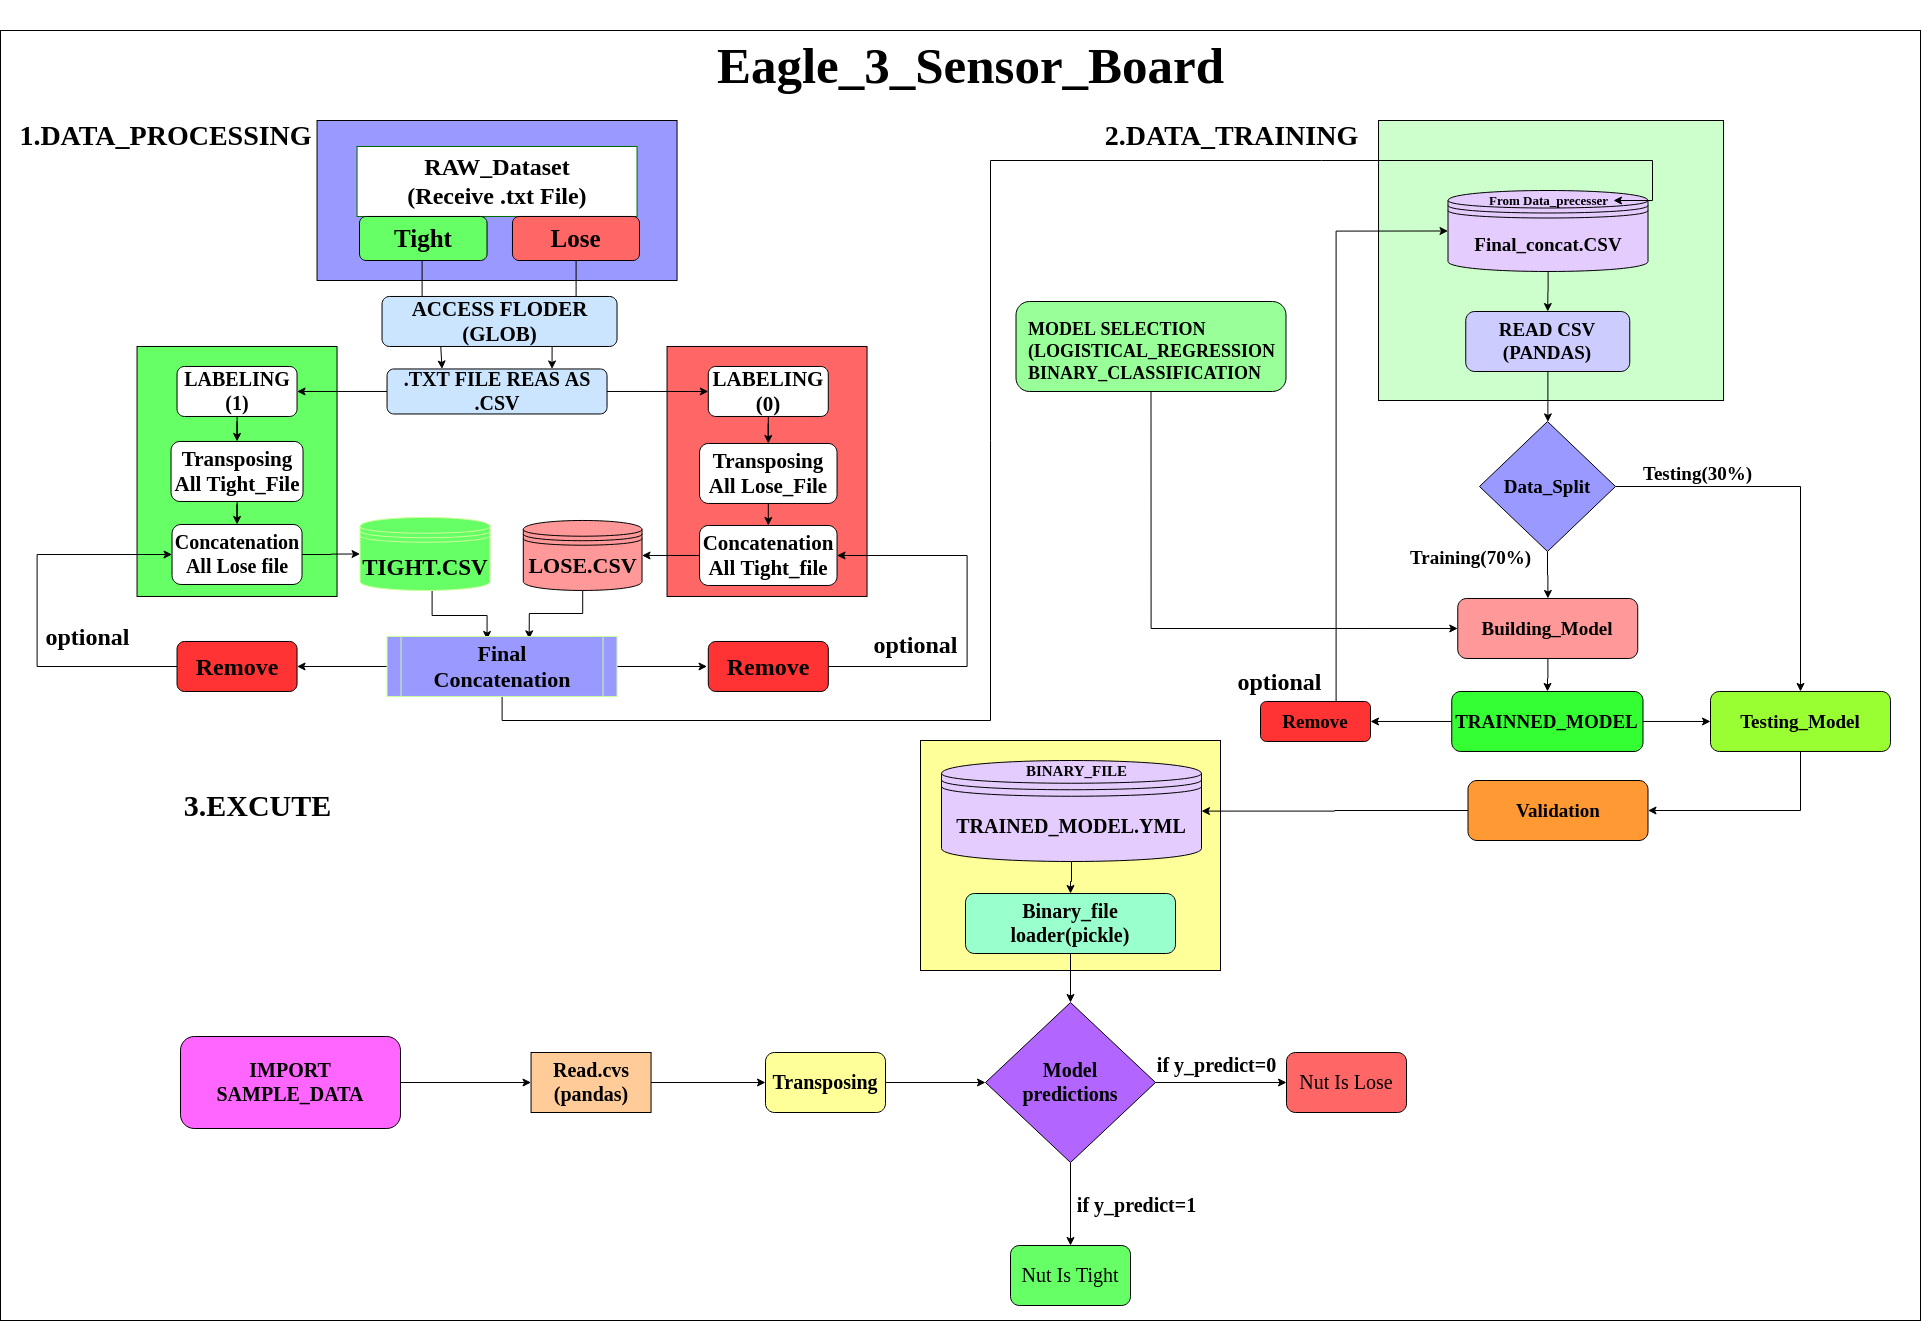 Eagle_3_Sensor_Board
1.DATA_PROCESSING
RAW_Dataset
(Receive .txt File)
Tight
Lose
ACCESS FLODER
(GLOB)
.TXT FILE REAS AS
.CSV
LABELING
(1)
Transposing
All Tight_File
Concatenation
All Lose file
TIGHT.CSV
LABELING
(0)
Transposing
All Lose_File
Concatenation
All Tight_file
LOSE.CSV
optional
Remove
Final
Concatenation
Remove
optional
2.DATA_TRAINING
From Data_precesser
Final_concat.CSV
READ CSV
(PANDAS)
MODEL SELECTION
(LOGISTICAL_REGRESSION
BINARY_CLASSIFICATION
Data_Split
Testing(30%)
Training(70%)
Building_Model
optional
Remove
TRAINNED_MODEL
Testing_Model
Validation
3.EXCUTE
BINARY_FILE
TRAINED_MODEL.YML
Binary_file
loader(pickle)
IMPORT
SAMPLE_DATA
Read.cvs
(pandas)
Transposing
Model
predictions
if y_predict=0
Nut Is Lose
if y_predict=1
Nut Is Tight